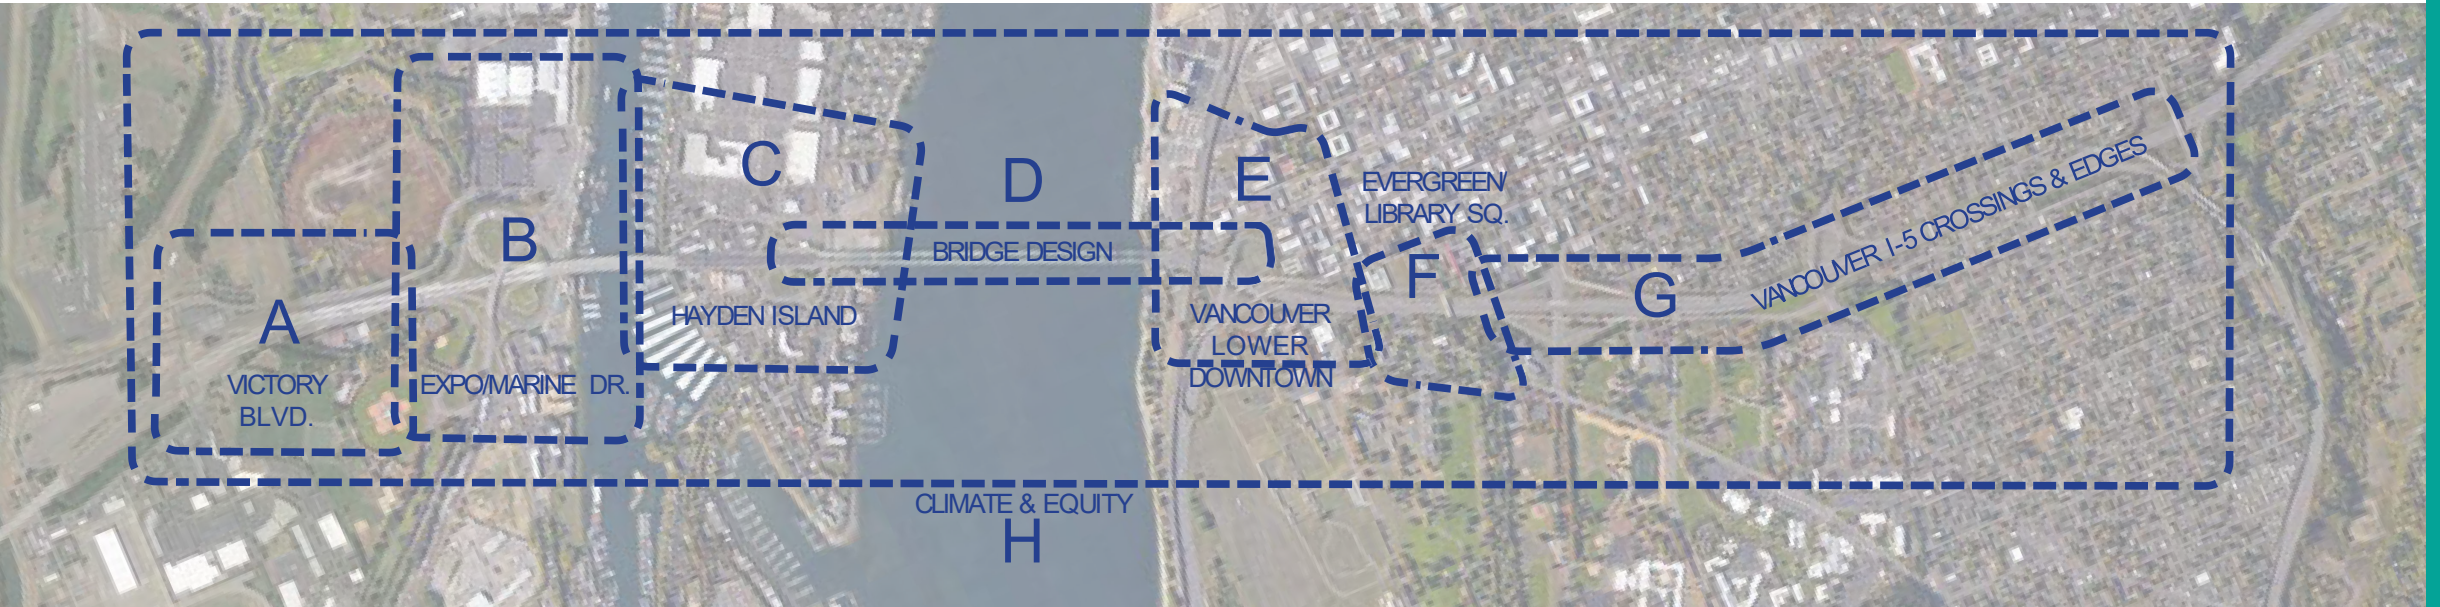 A
VICTORY
BLVD.
B
EXPO/MARINE DR.
C
HAYDEN ISLAND
D
BRIDGE DESIGN
E
VANCOUVER
LOWER
DOWNTOWN
EVERGREEN/
LIBRARY SQ.
F
G
VANCOUVER I-5 CROSSINGS & EDGES
CLIMATE & EQUITY
H